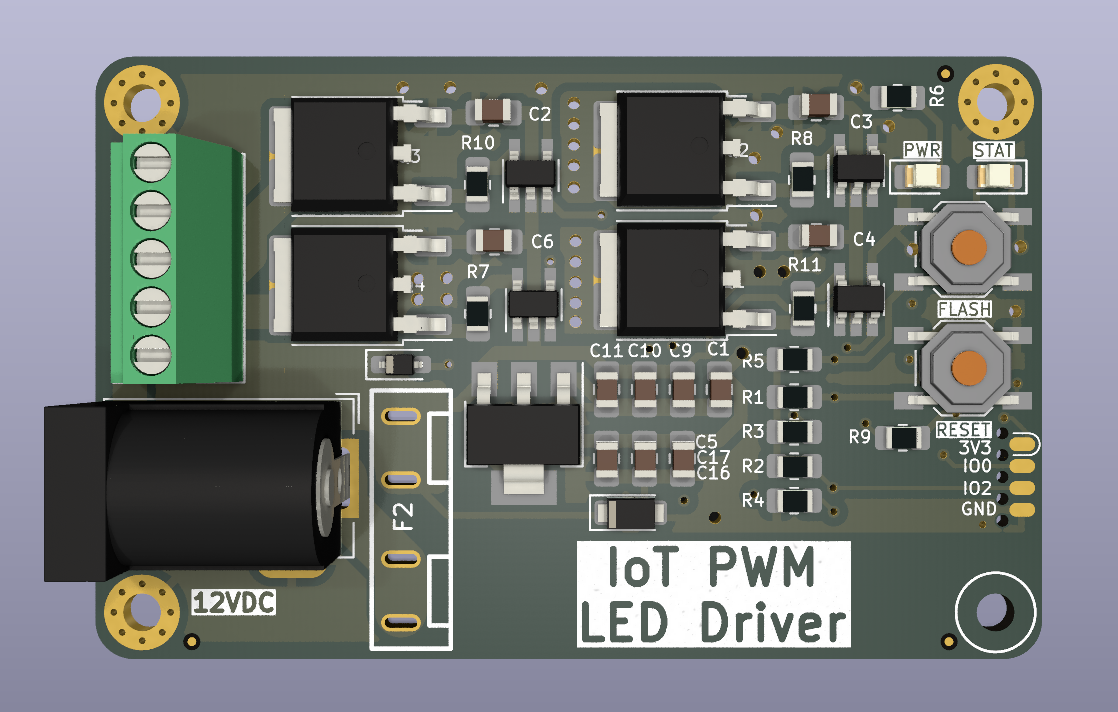 C2
C3
R6
R10
R8
3
2
PWR
STAT
C6
C4
R7
R11
4
FLASH
C11
C10
C9
C1
R5
R1
R3
R9
RESET
C5
C17
C16
R2
R4
3V3
IO0
IO2
GND
F2
IoT PWM
LED Driver
12VDC